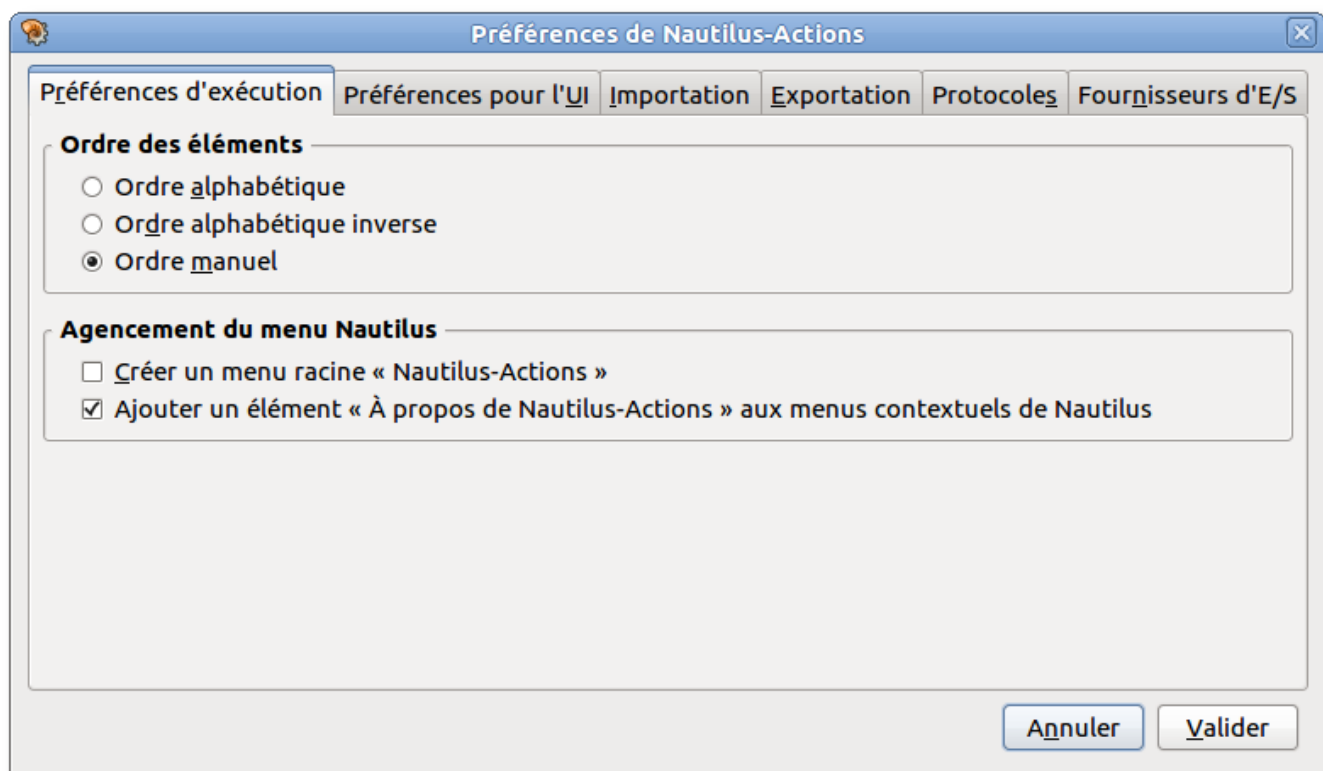 Préférences de Nautilus-Actions
Préférences d'exécution Préférences pour l'UI Importation Exportation Protocoles Fournisseurs d'E/S
Ordre des éléments
Ordre alphabétique
Ordre alphabétique inverse
Ordre manuel
Agencement du menu Nautilus
Créer un menu racine « Nautilus-Actions »
Ajouter un élément « À propos de Nautilus-Actions » aux menus contextuels de Nautilus
Annuler Valider